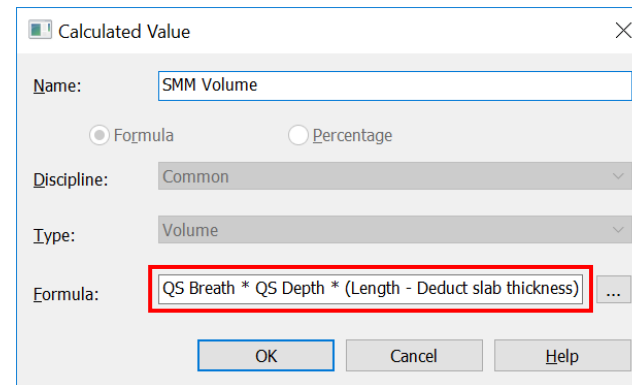 Calculated Value
Name: SMM Volume
Formula Percentage
Discipline: Common
Type: Volume
Formula: QS Breath * QS Depth * (Length - Deduct slab thickness) ...
OK Cancel Help